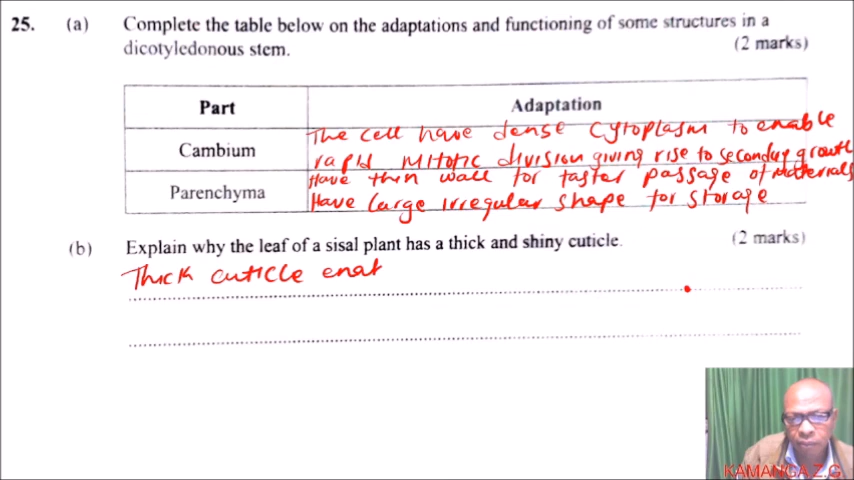 25. (a) Complete the table below on the adaptations and functioning of some structures in a
dicotyledonous stem. (2 marks)
Part Adaptation
Cambium The cell have dense cytoplasm to enable
rapid mitotic division giving rise to secondary growth
Parenchyma Have thin wall for faster passage of materials
Have large irregular shape for storage
(b) Explain why the leaf of a sisal plant has a thick and shiny cuticle. (2 marks)
Thick cuticle enab
KAMANGA Z.G